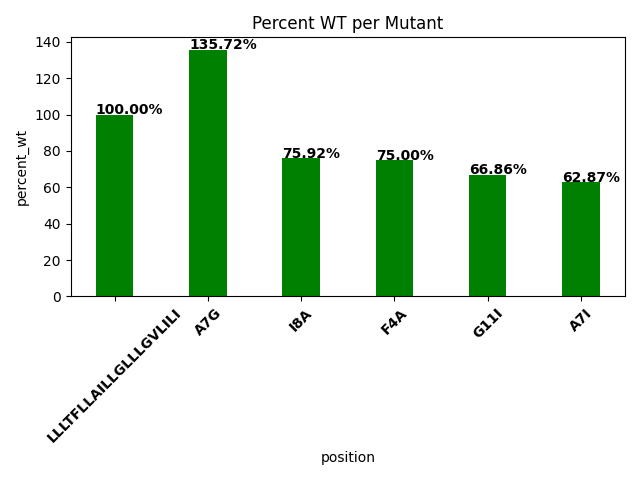 Percent WT per Mutant
percent_wt
140
120
100
80
60
40
20
0
100.00%
135.72%
75.92%
75.00%
66.86%
62.87%
LLLTFLLAILLGLLLGVLILI
A7G
I8A
F4A
G11I
A7I
position